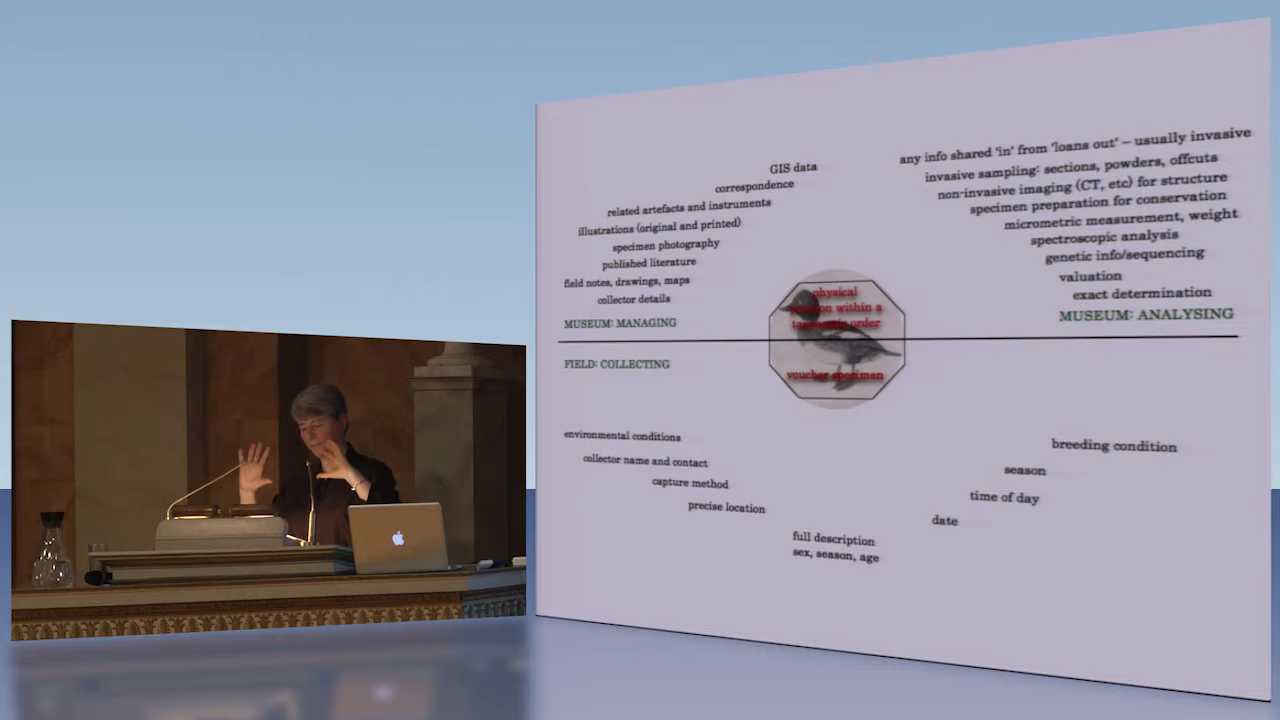 GIS data
correspondence
related artefacts and instruments
illustrations (original and printed)
specimen photography
published literature
field notes, drawings, maps
collector details
MUSEUM: MANAGING
any info shared 'in' from 'loans out' – usually invasive
invasive sampling: sections, powders, offcuts
non-invasive imaging (CT, etc) for structure
specimen preparation for conservation
micrometric measurement, weight
spectroscopic analysis
genetic info/sequencing
valuation
exact determination
MUSEUM: ANALYSING
physical
within a
order
voucher specimen
FIELD: COLLECTING
environmental conditions
collector name and contact
capture method
precise location
full description
sex, season, age
breeding condition
season
time of day
date